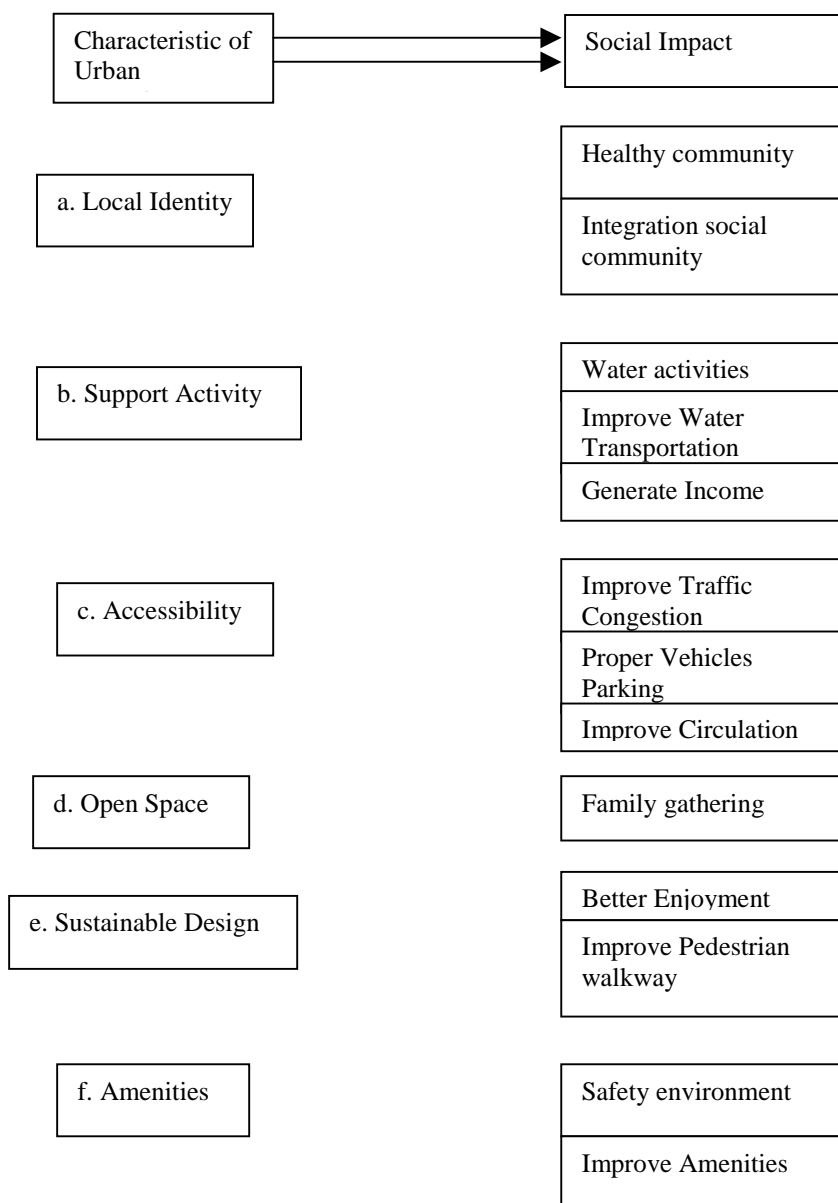 Characteristic of
Urban
Social Impact
a. Local Identity
Healthy community
Integration social
community
b. Support Activity
Water activities
Improve Water
Transportation
Generate Income
c. Accessibility
Improve Traffic
Congestion
Proper Vehicles
Parking
Improve Circulation
d. Open Space
Family gathering
e. Sustainable Design
Better Enjoyment
Improve Pedestrian
walkway
f. Amenities
Safety environment
Improve Amenities